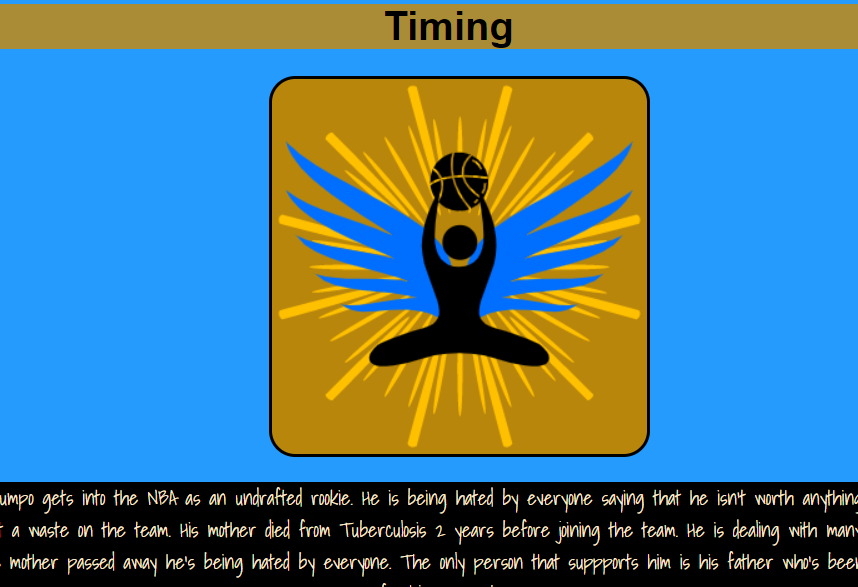 Timing
umpo gets into the NBA as an undrafted rookie. He is being hated by everyone saying that he isn't worth anything
t a waste on the team. His mother died from Tuberculosis 2 years before joining the team. He is dealing with many
mother passed away he's being hated by everyone. The only person that suppports him is his father who's been